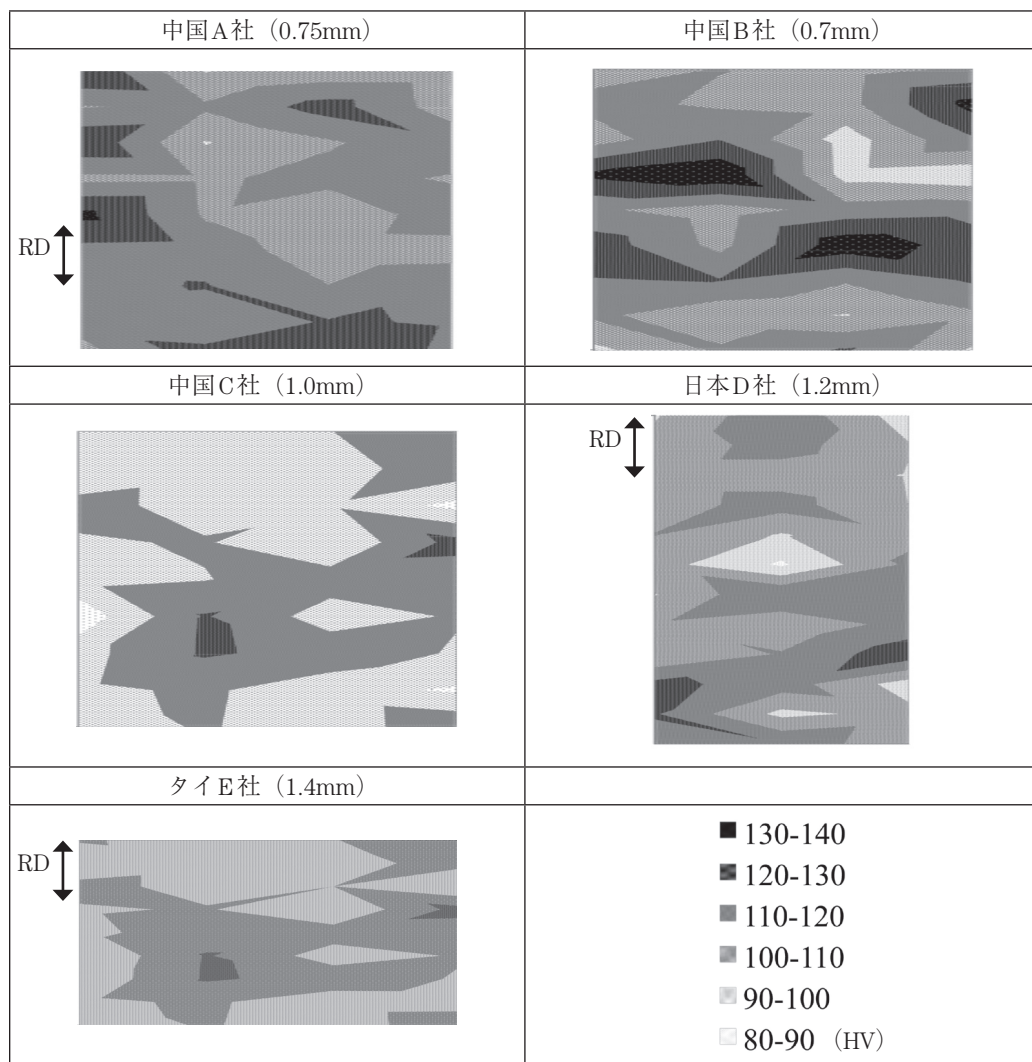 中国A社（0.75mm）
中国B社（0.7mm）
RD
中国C社（1.0mm）
日本D社（1.2mm）
RD
タイE社（1.4mm）
RD
130-140
120-130
110-120
100-110
90-100
80-90（HV）